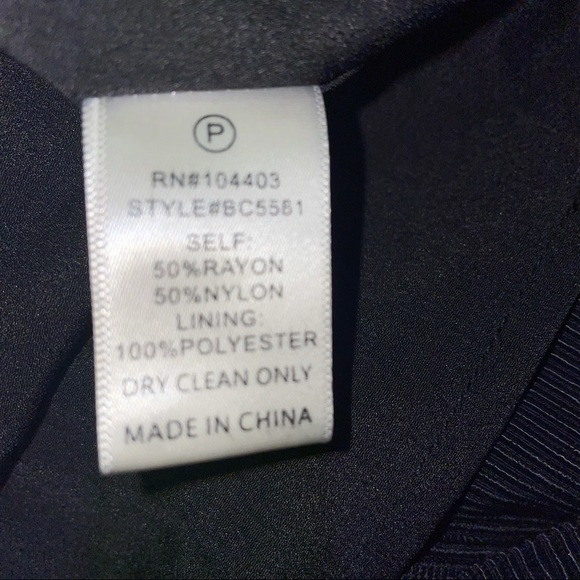 P
RN#104403
STYLE#BC5581
SELF:
50%RAYON
50%NYLON
LINING:
100%POLYESTER
DRY CLEAN ONLY
MADE IN CHINA